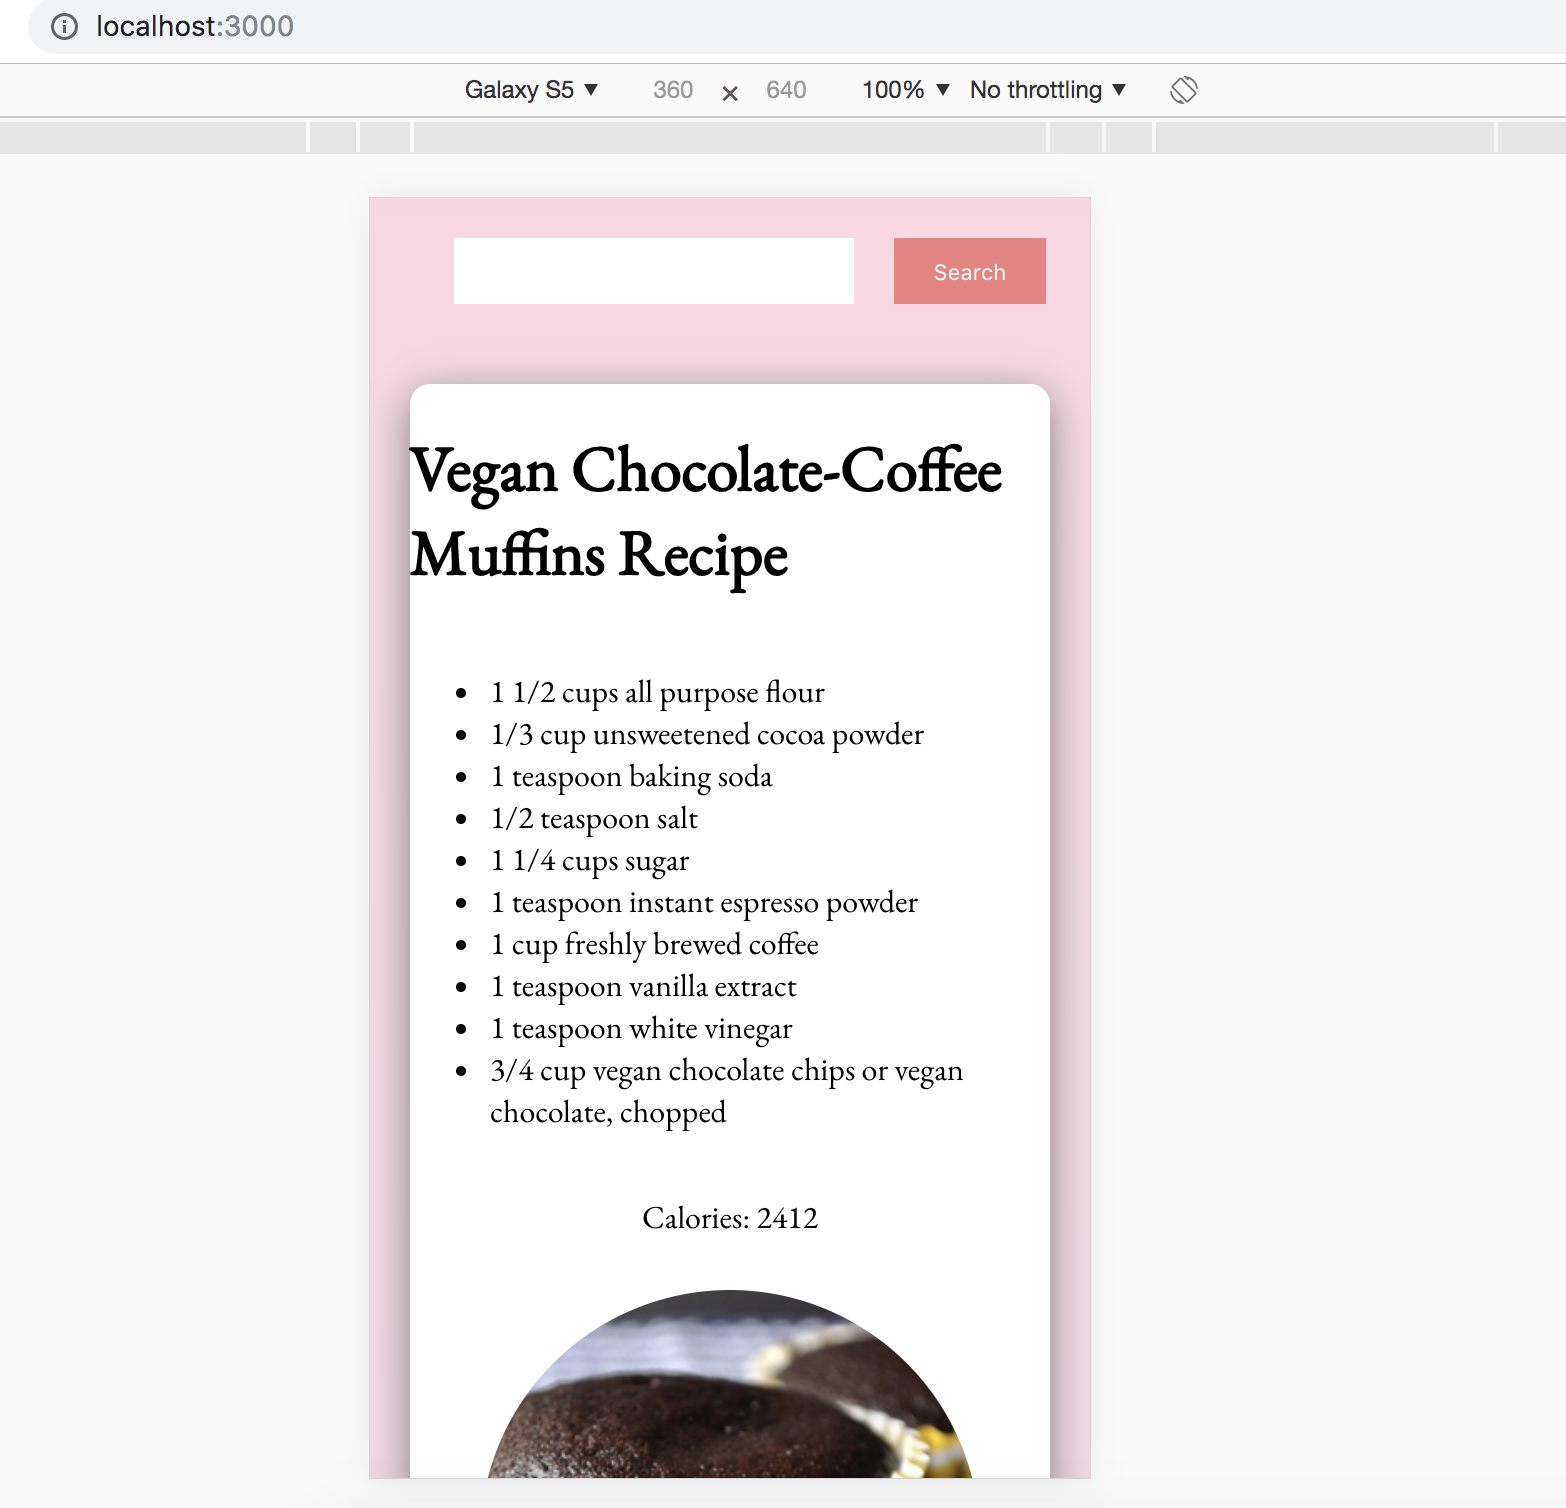 localhost:3000
Galaxy S5 ▼ 360 × 640 100% ▼ No throttling ▼
Search
Vegan Chocolate-Coffee
Muffins Recipe
• 1 1/2 cups all purpose flour
• 1/3 cup unsweetened cocoa powder
• 1 teaspoon baking soda
• 1/2 teaspoon salt
• 1 1/4 cups sugar
• 1 teaspoon instant espresso powder
• 1 cup freshly brewed coffee
• 1 teaspoon vanilla extract
• 1 teaspoon white vinegar
• 3/4 cup vegan chocolate chips or vegan
chocolate, chopped
Calories: 2412